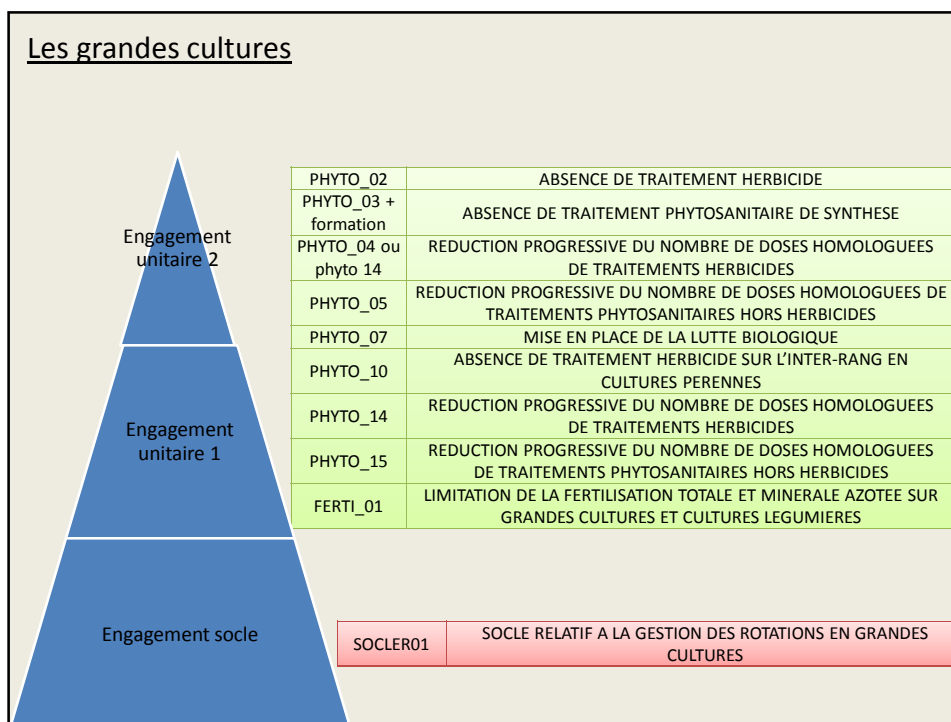 Les grandes cultures
Engagement
unitaire 2
Engagement
unitaire 1
Engagement socle
PHYTO_02 ABSENCE DE TRAITEMENT HERBICIDE
PHYTO_03 +
formation
ABSENCE DE TRAITEMENT PHYTOSANITAIRE DE SYNTHESE
PHYTO_04 ou
phyto 14
REDUCTION PROGRESSIVE DU NOMBRE DE DOSES HOMOLOGUEES
DE TRAITEMENTS HERBICIDES
PHYTO_05
REDUCTION PROGRESSIVE DU NOMBRE DE DOSES HOMOLOGUEES DE
TRAITEMENTS PHYTOSANITAIRES HORS HERBICIDES
PHYTO_07 MISE EN PLACE DE LA LUTTE BIOLOGIQUE
PHYTO_10
ABSENCE DE TRAITEMENT HERBICIDE SUR L'INTER-RANG EN
CULTURES PERENNES
PHYTO_14
REDUCTION PROGRESSIVE DU NOMBRE DE DOSES HOMOLOGUEES
DE TRAITEMENTS HERBICIDES
PHYTO_15
REDUCTION PROGRESSIVE DU NOMBRE DE DOSES HOMOLOGUEES
DE TRAITEMENTS PHYTOSANITAIRES HORS HERBICIDES
FERTI_01
LIMITATION DE LA FERTILISATION TOTALE ET MINERALE AZOTEE SUR
GRANDES CULTURES ET CULTURES LEGUMIERES
SOCLER01
SOCLE RELATIF A LA GESTION DES ROTATIONS EN GRANDES
CULTURES